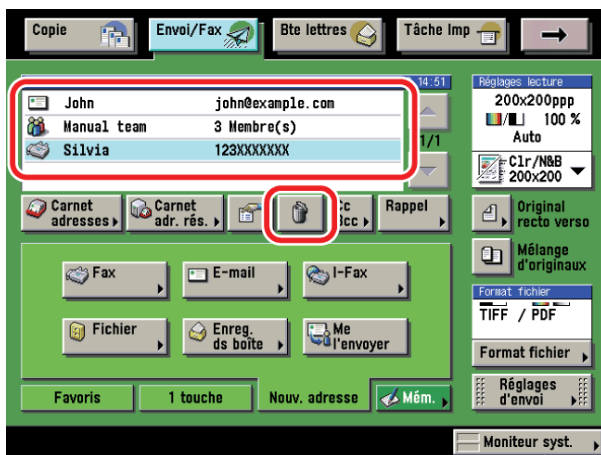 Copie
Envoi/Fax
Bte lettres
Tâche Imp
14:51
John john@example.com
Manual team 3 Membre(s)
Silvia 123XXXXXXX
1/1
Carnet
adresses
Carnet
adr. rés.
Cc
Bcc
Rappel
Fax
E-mail
I-Fax
Fichier
Enreg.
ds boîte
Me
l'envoyer
Favoris
1 touche
Nouv. adresse
Mém.
Réglages lecture
200x200ppp
100 %
Auto
Clr/N&B
200x200
Original
recto verso
Mélange
d'originaux
Format fichier
TIFF / PDF
Format fichier
Réglages
d'envoi
Moniteur syst.